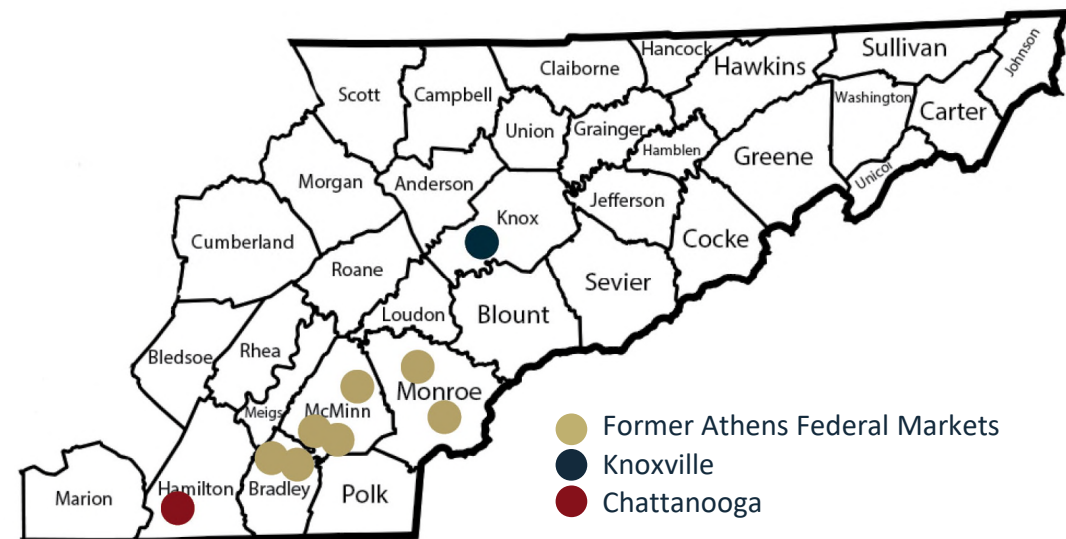 Johnson
Sullivan
Hancock
Hawkins
Claiborne
Scott
Campbell
Washington
Carter
Union
Grainger
Hamblen
Greene
Unicoi
Morgan
Anderson
Jefferson
Knox
Cocke
Cumberland
Roane
Sevier
Loudon
Blount
Bledsoe
Rhea
Monroe
Meigs
McMinn
Former Athens Federal Markets
Knoxville
Chattanooga
Marion
Hamilton
Bradley
Polk